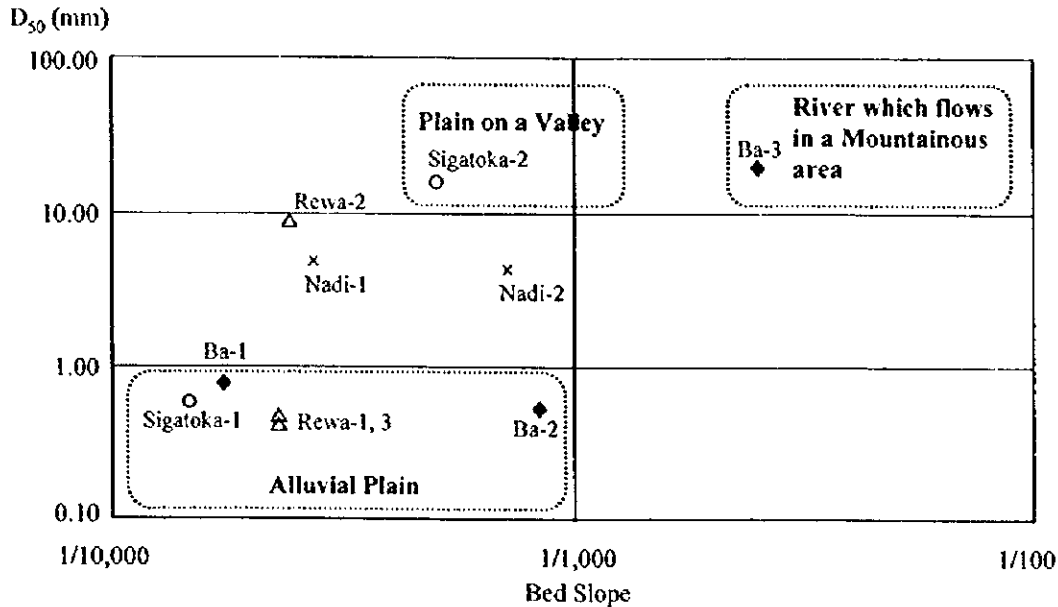 D50 (mm)
100.00
10.00
1.00
0.10
Plain on a Valley
Sigatoka-2
River which flows
in a Mountainous
area
Ba-3
Rewa-2
Nadi-1
Nadi-2
Ba-1
Sigatoka-1
Rewa-1, 3
Ba-2
Alluvial Plain
1/10,000
1/1,000
1/100
Bed Slope